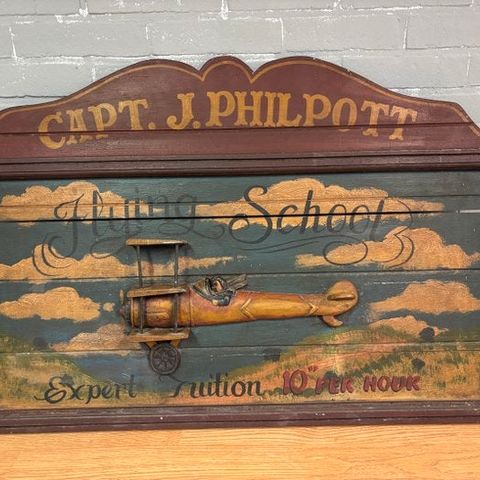 CAPT. J. PHILPOTT
Flying School
Expert Tuition 10" PER HOUR